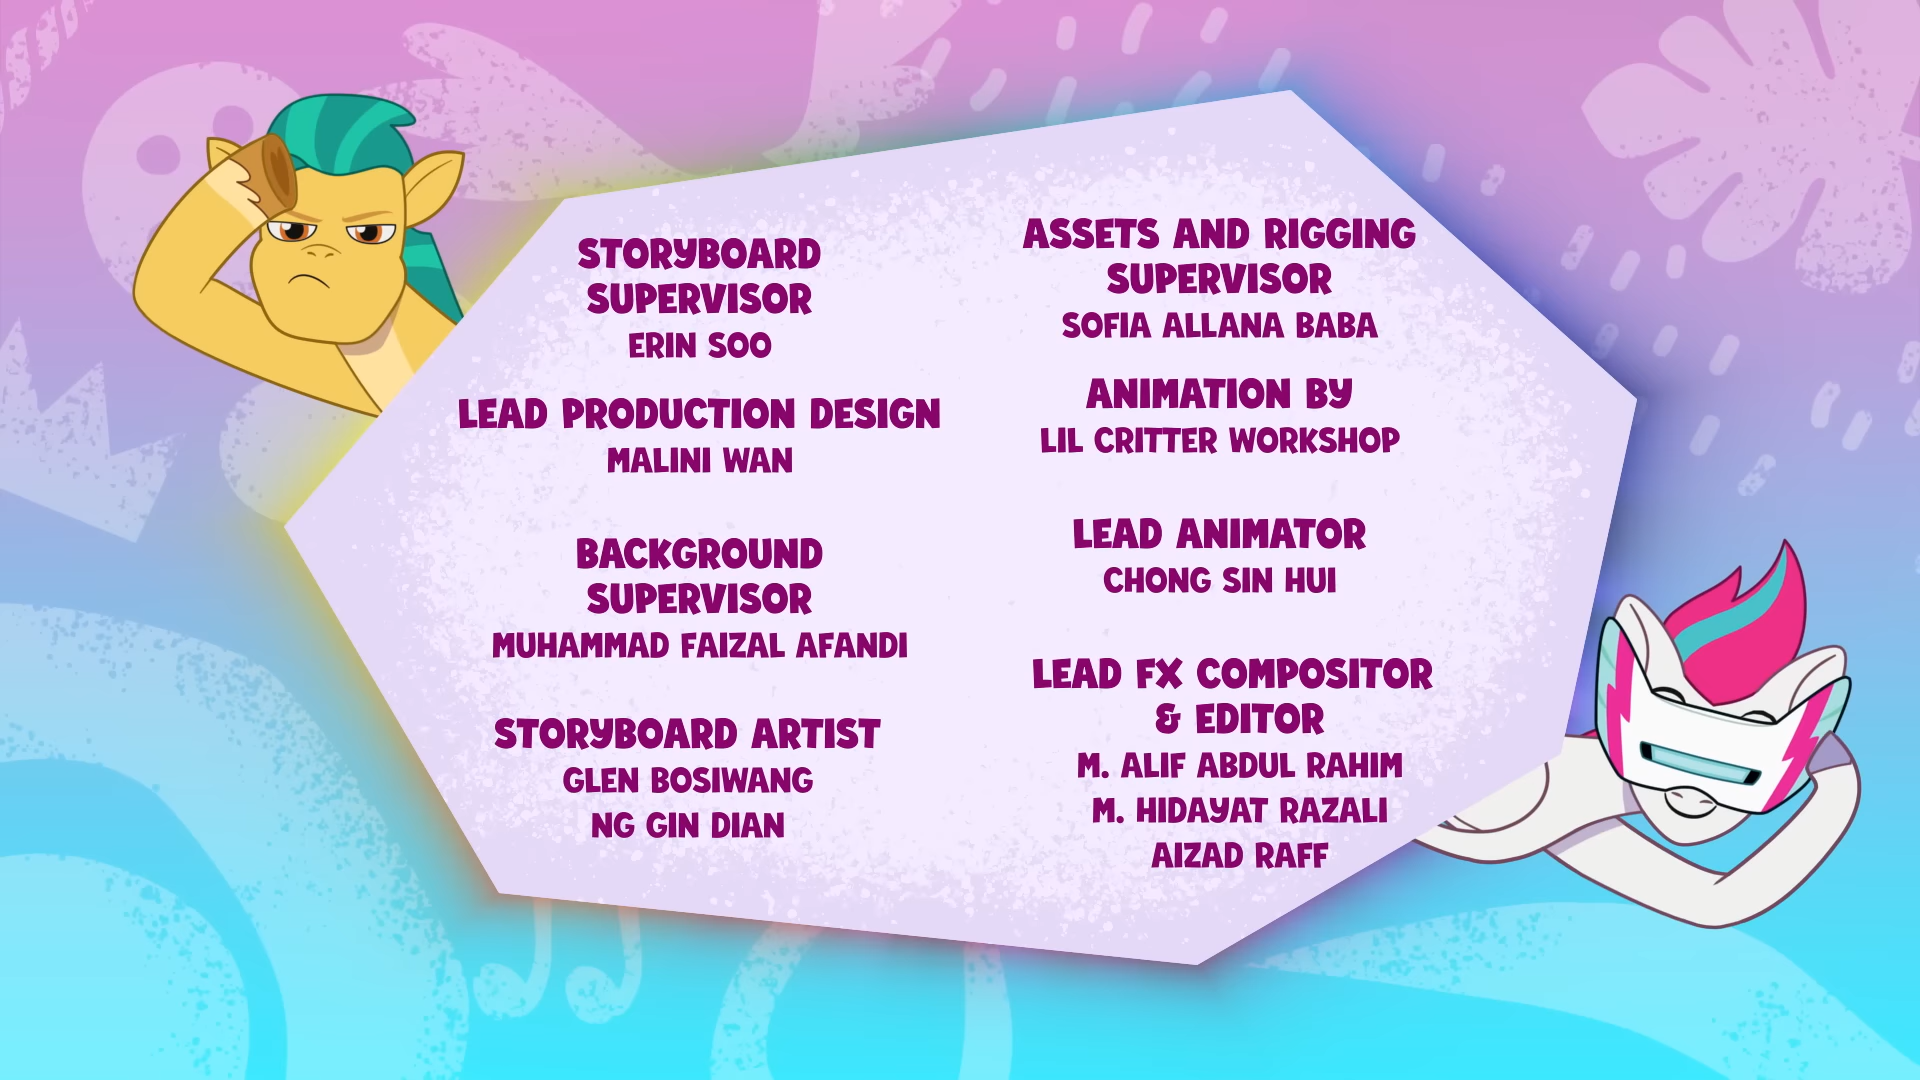 STORYBOARD
SUPERVISOR
ERIN SOO
LEAD PRODUCTION DESIGN
MALINI WAN
BACKGROUND
SUPERVISOR
MUHAMMAD FAIZAL AFANDI
STORYBOARD ARTIST
GLEN BOSIWANG
NG GIN DIAN
ASSETS AND RIGGING
SUPERVISOR
SOFIA ALLANA BABA
ANIMATION BY
LIL CRITTER WORKSHOP
LEAD ANIMATOR
CHONG SIN HUI
LEAD FX COMPOSITOR
& EDITOR
M. ALIF ABDUL RAHIM
M. HIDAYAT RAZALI
AIZAD RAFF